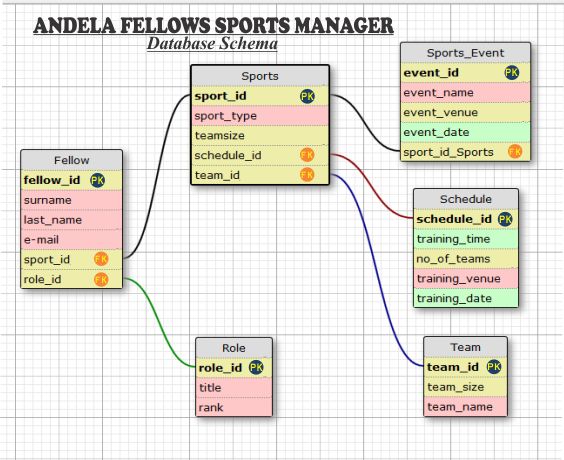 ANDELA FELLOWS SPORTS MANAGER
Database Schema
Sports_Event
event_id PK
event_name
event_venue
event_date
sport_id_Sports FK
Sports
sport_id PK
sport_type
teamsize
schedule_id FK
team_id FK
Fellow
fellow_id PK
surname
last_name
e-mail
sport_id FK
role_id FK
Schedule
schedule_id PK
training_time
no_of_teams
training_venue
training_date
Role
role_id PK
title
rank
Team
team_id PK
team_size
team_name